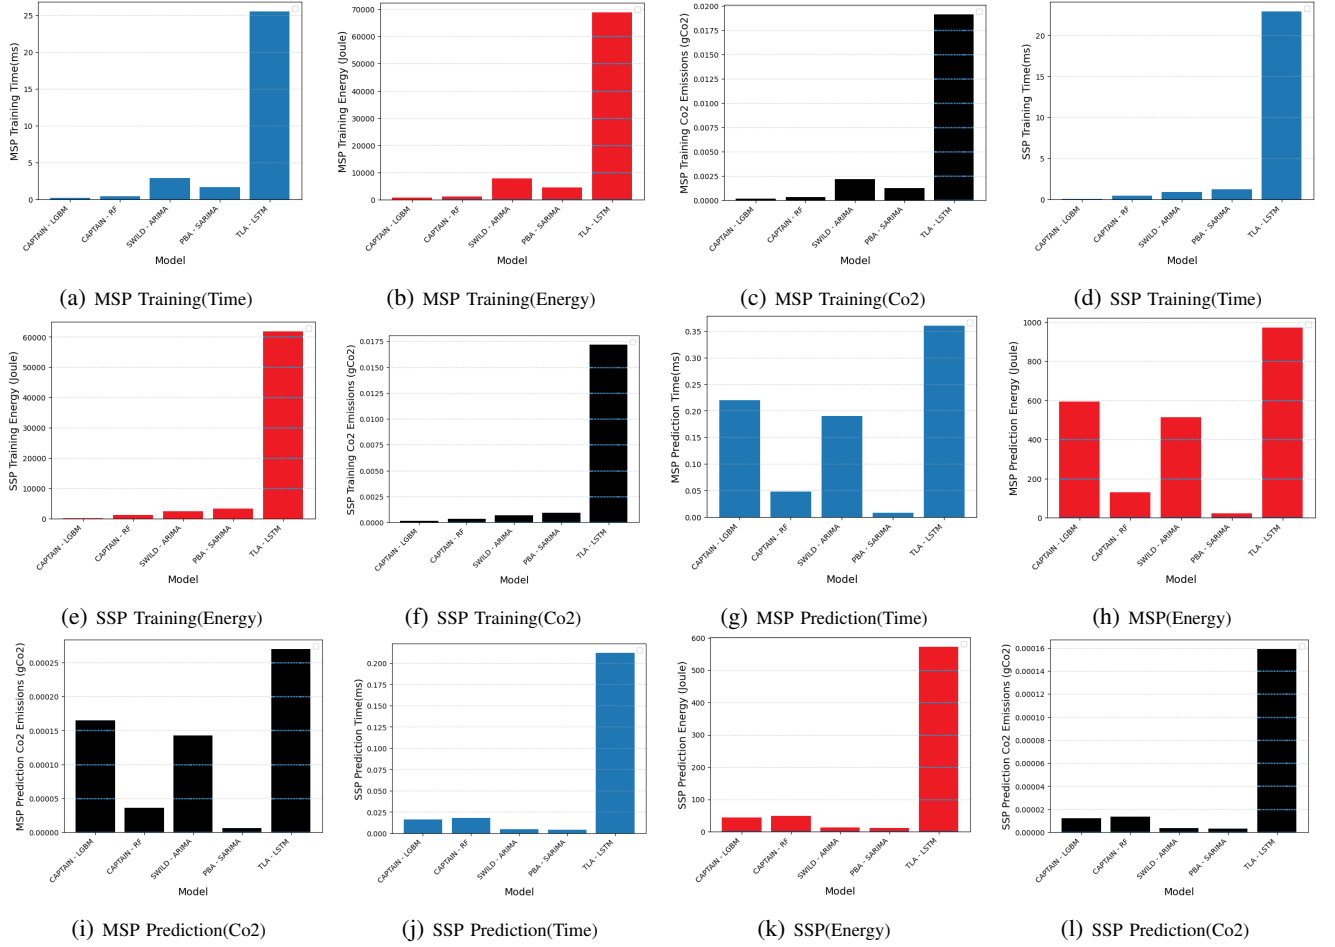 MSP Training Time(ms)
25
20
15
10
5
0
CAPTAIN - LGBM
CAPTAIN - RF
SWILD - ARIMA
PBA - SARIMA
TLA - LSTM
Model
(a) MSP Training(Time)
MSP Training Energy (Joule)
70000
60000
50000
40000
30000
20000
10000
0
CAPTAIN - LGBM
CAPTAIN - RF
SWILD - ARIMA
PBA - SARIMA
TLA - LSTM
Model
(b) MSP Training(Energy)
MSP Training Co2 Emissions (gCo2)
0.0200
0.0175
0.0150
0.0125
0.0100
0.0075
0.0050
0.0025
0.0000
CAPTAIN - LGBM
CAPTAIN - RF
SWILD - ARIMA
PBA - SARIMA
TLA - LSTM
Model
(c) MSP Training(Co2)
SSP Training Time(ms)
20
15
10
5
0
CAPTAIN - LGBM
CAPTAIN - RF
SWILD - ARIMA
PBA - SARIMA
TLA - LSTM
Model
(d) SSP Training(Time)
SSP Training Energy (Joule)
60000
50000
40000
30000
20000
10000
0
CAPTAIN - LGBM
CAPTAIN - RF
SWILD - ARIMA
PBA - SARIMA
TLA - LSTM
Model
(e) SSP Training(Energy)
SSP Training Co2 Emissions (gCo2)
0.0175
0.0150
0.0125
0.0100
0.0075
0.0050
0.0025
0.0000
CAPTAIN - LGBM
CAPTAIN - RF
SWILD - ARIMA
PBA - SARIMA
TLA - LSTM
Model
(f) SSP Training(Co2)
MSP Prediction Time(ms)
0.35
0.30
0.25
0.20
0.15
0.10
0.05
0.00
CAPTAIN - LGBM
CAPTAIN - RF
SWILD - ARIMA
PBA - SARIMA
TLA - LSTM
Model
(g) MSP Prediction(Time)
MSP Prediction Energy (Joule)
1000
800
600
400
200
0
CAPTAIN - LGBM
CAPTAIN - RF
SWILD - ARIMA
PBA - SARIMA
TLA - LSTM
Model
(h) MSP(Energy)
MSP Prediction Co2 Emissions (gCo2)
0.00025
0.00020
0.00015
0.00010
0.00005
0.00000
CAPTAIN - LGBM
CAPTAIN - RF
SWILD - ARIMA
PBA - SARIMA
TLA - LSTM
Model
(i) MSP Prediction(Co2)
SSP Prediction Time(ms)
0.200
0.175
0.150
0.125
0.100
0.075
0.050
0.025
0.000
CAPTAIN - LGBM
CAPTAIN - RF
SWILD - ARIMA
PBA - SARIMA
TLA - LSTM
Model
(j) SSP Prediction(Time)
SSP Prediction Energy (Joule)
600
500
400
300
200
100
0
CAPTAIN - LGBM
CAPTAIN - RF
SWILD - ARIMA
PBA - SARIMA
TLA - LSTM
Model
(k) SSP(Energy)
SSP Prediction Co2 Emissions (gCo2)
0.00016
0.00014
0.00012
0.00010
0.00008
0.00006
0.00004
0.00002
0.00000
CAPTAIN - LGBM
CAPTAIN - RF
SWILD - ARIMA
PBA - SARIMA
TLA - LSTM
Model
(l) SSP Prediction(Co2)